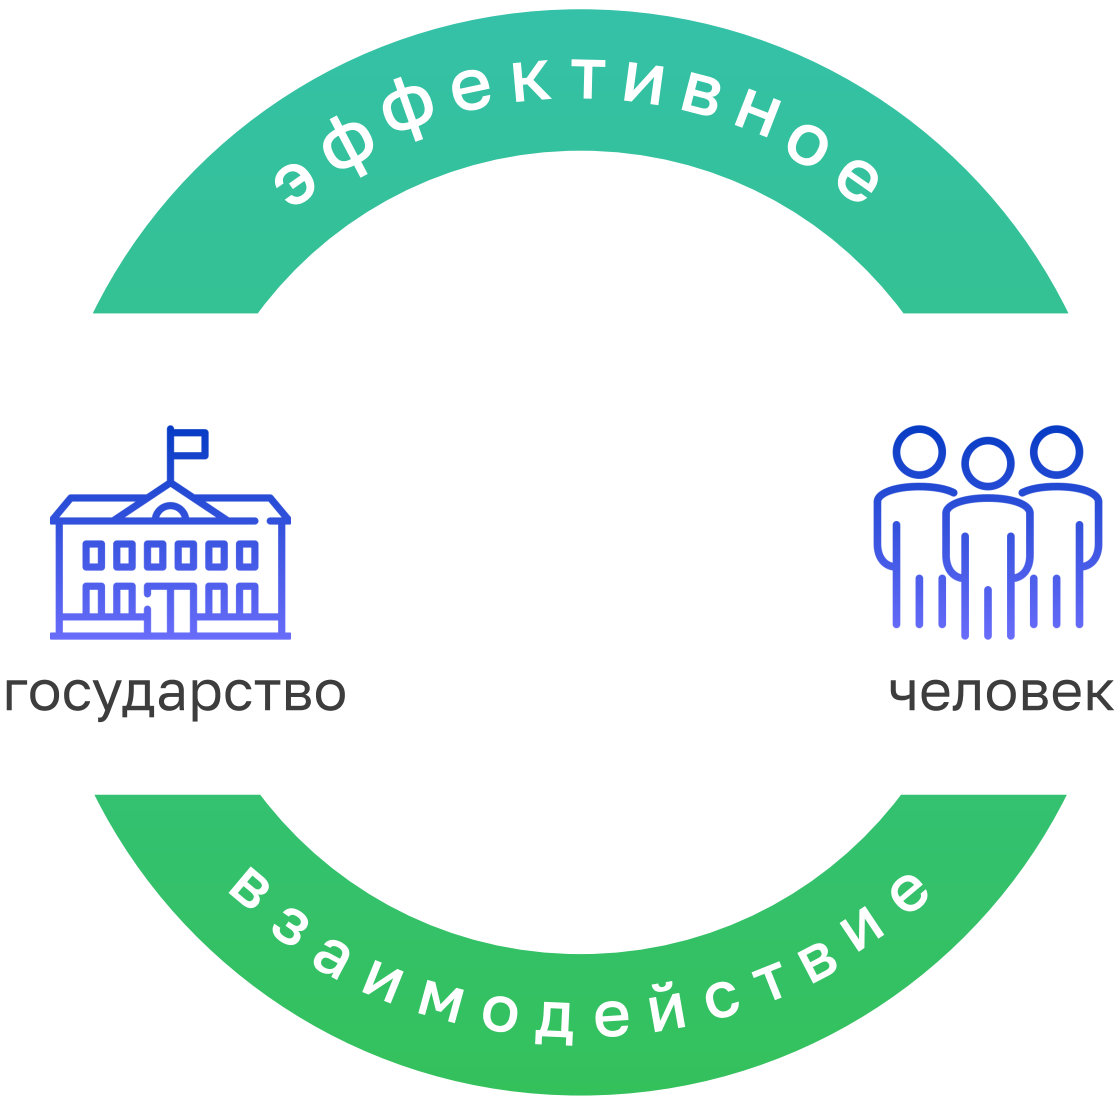 эффективное
государство
человек
взаимодействие